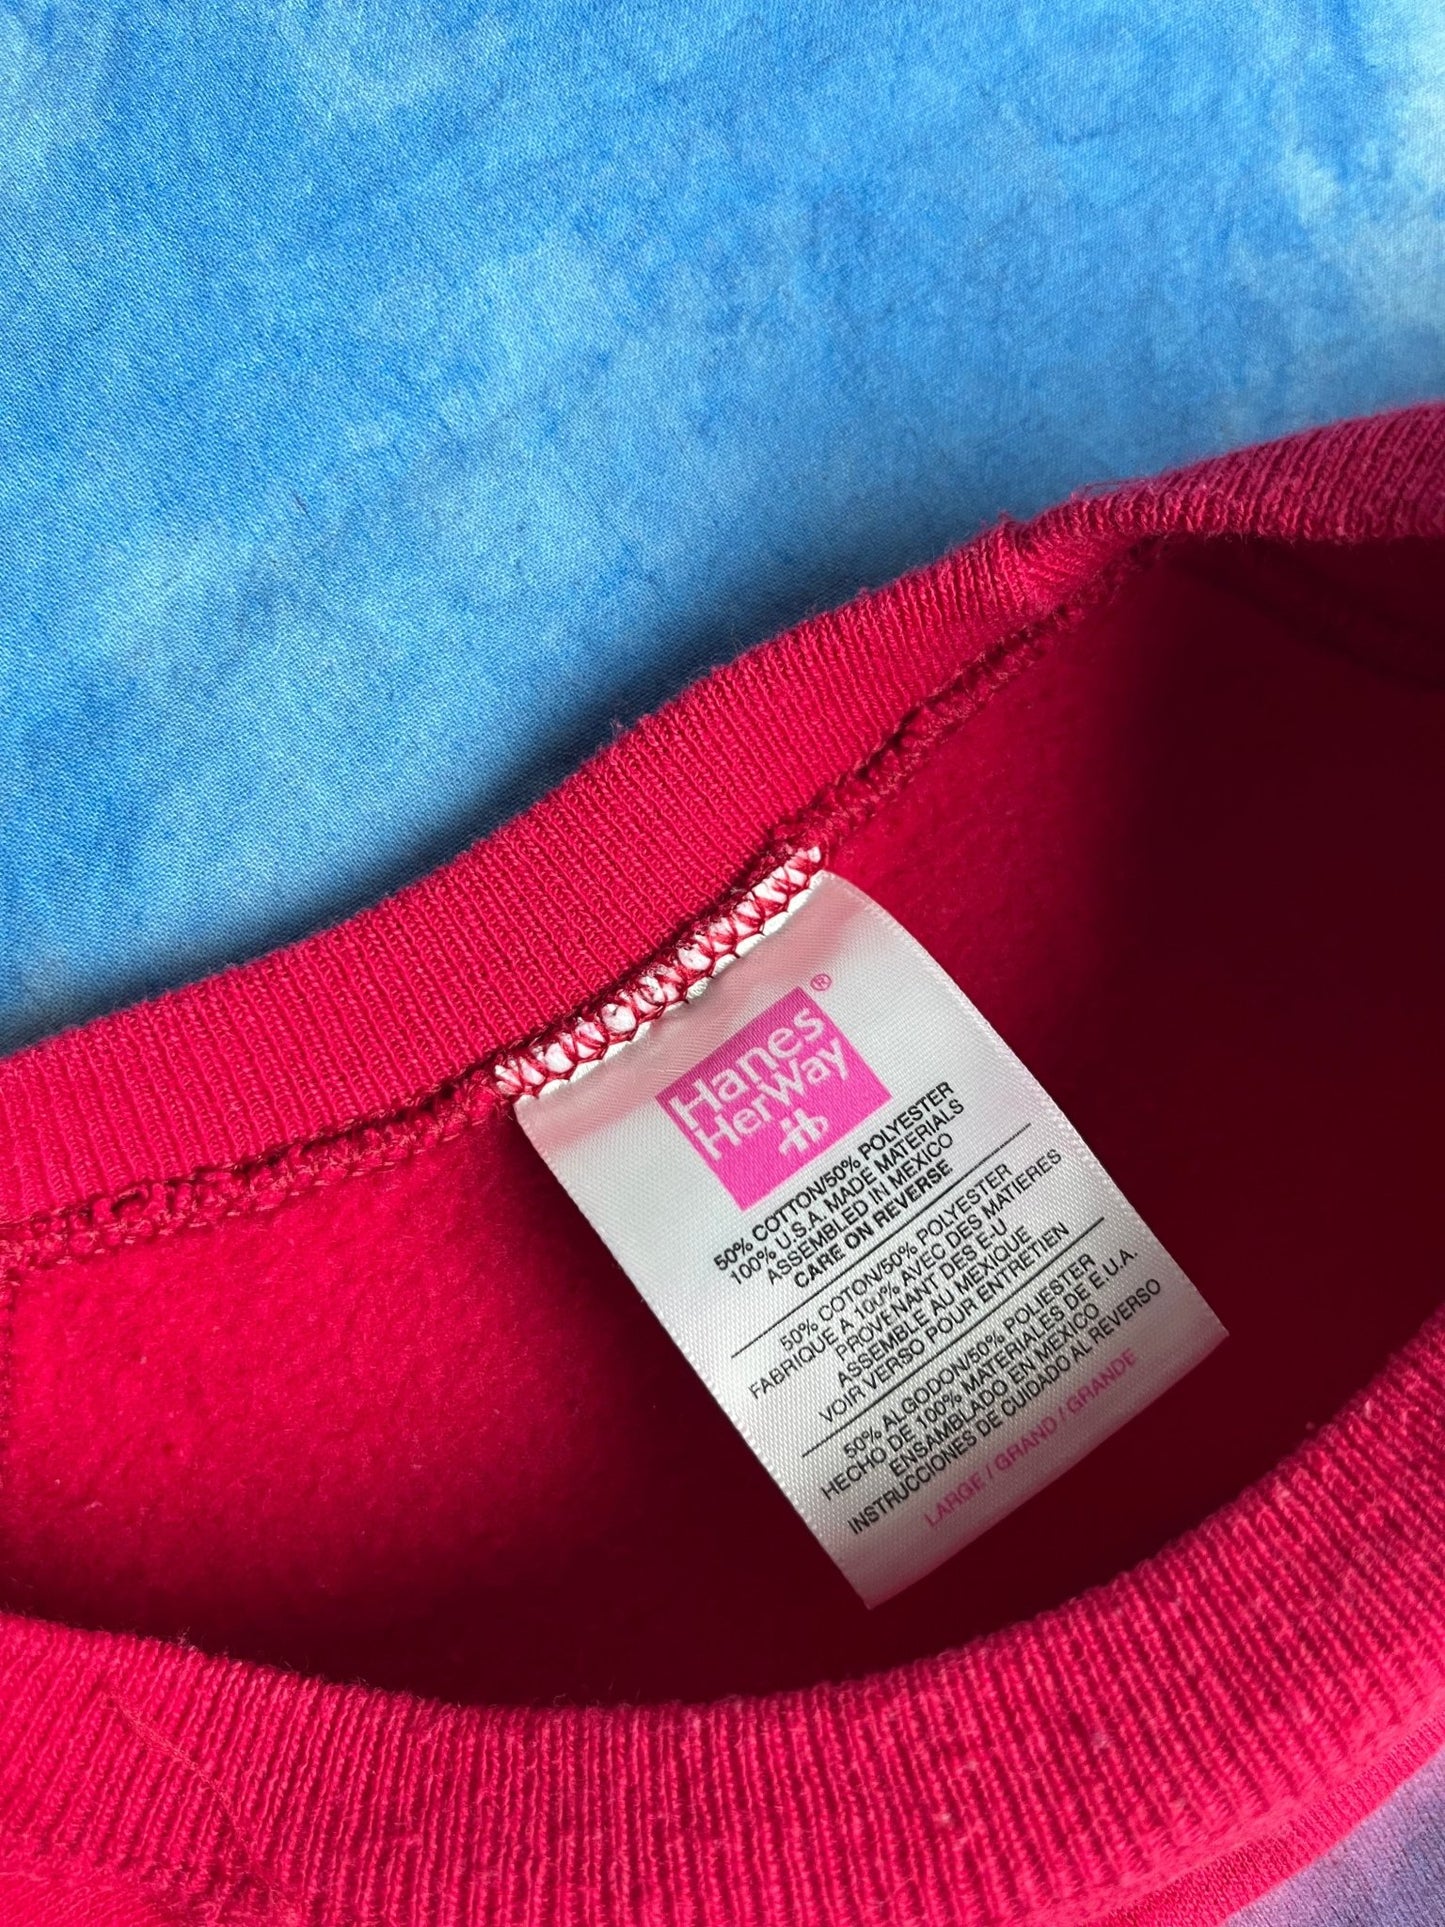 Hanes®
HerWay
50% COTTON/50% POLYESTER
100% U.S.A. MADE MATERIALS
ASSEMBLED IN MEXICO
CARE ON REVERSE
50% COTON/50% POLYESTER
FABRIQUE A 100% AVEC DES MATIERES
PROVENANT DES E-U
ASSEMBLE AU MEXIQUE
VOIR VERSO POUR ENTRETIEN
50% ALGODON/50% POLIESTER
HECHO DE 100% MATERIALES DE E.U.A.
ENSAMBLADO EN MEXICO
INSTRUCCIONES DE CUIDADO AL REVERSO
LARGE / GRAND / GRANDE